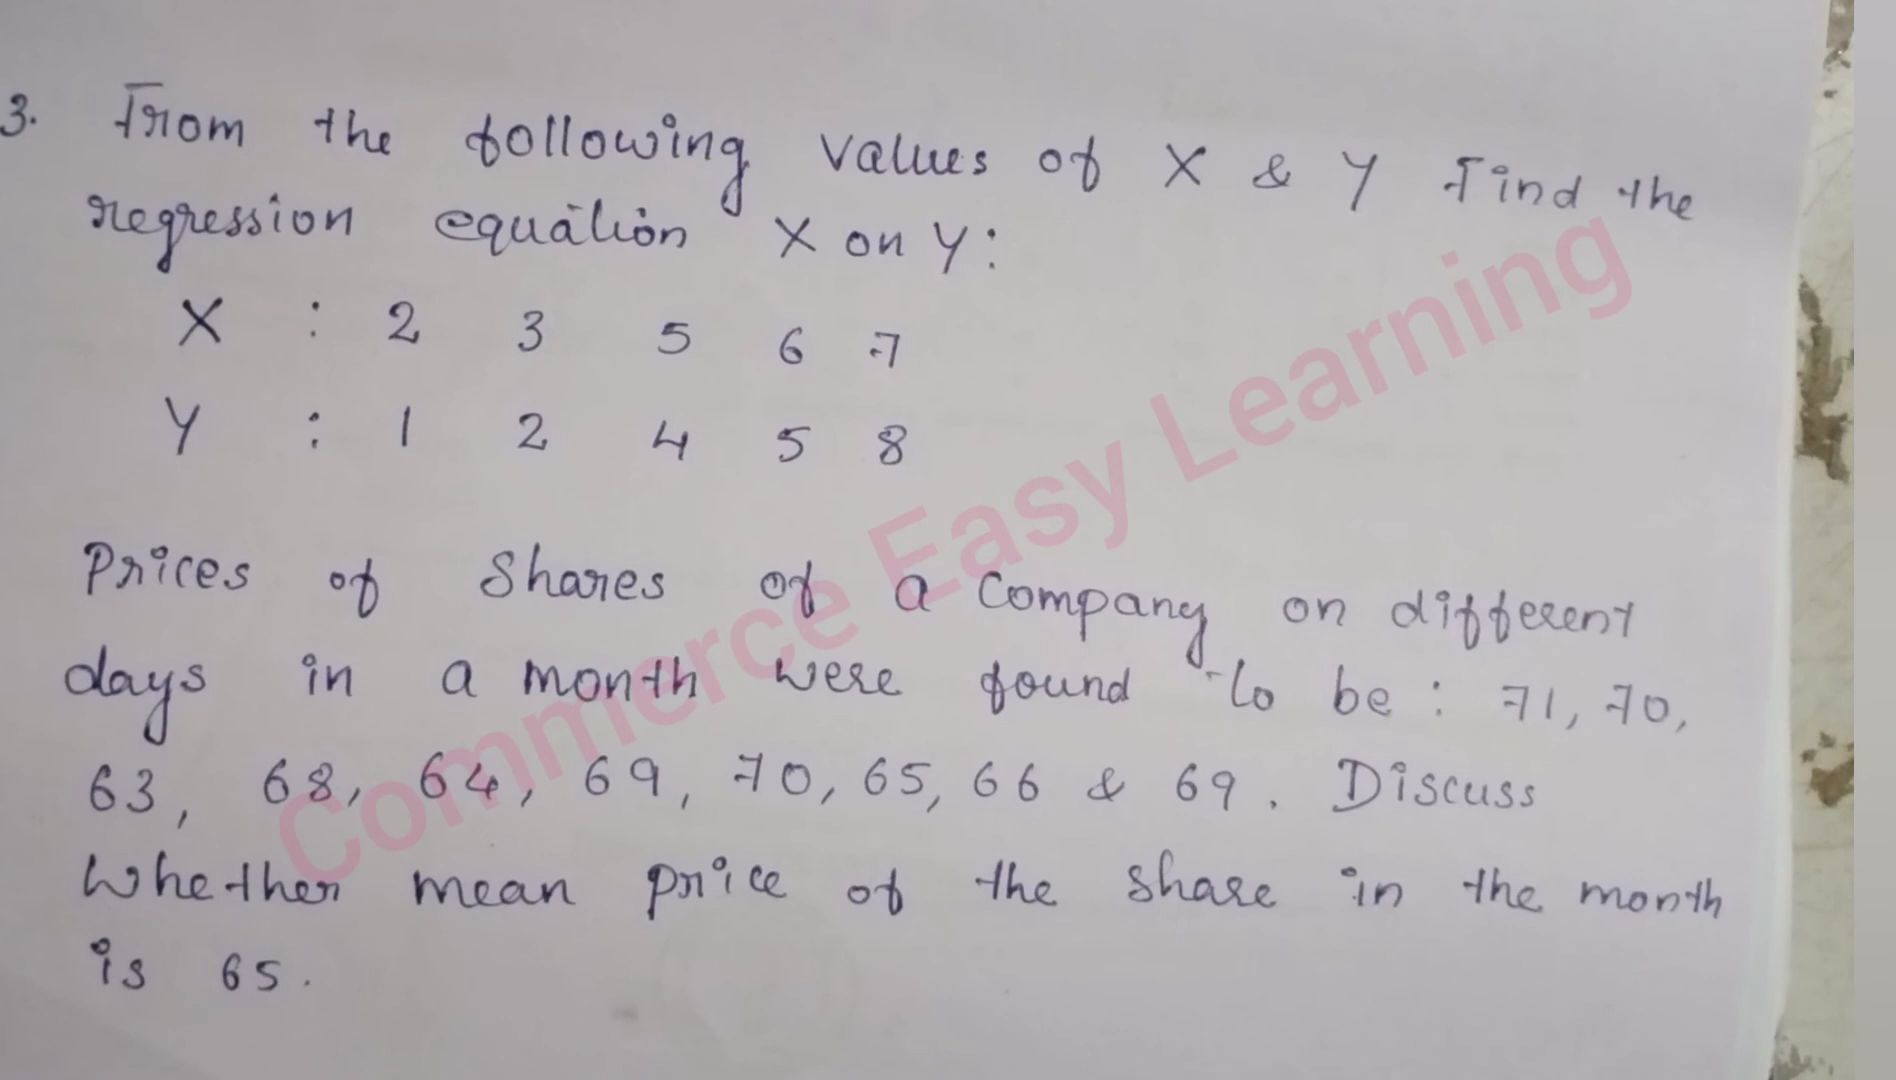 3. From the following values of X & Y Find the
regression equation X on Y:
X : 2 3 5 6 7
Y : 1 2 4 5 8
Prices of Shares of a Company on different
days in a month were found to be : 71, 70,
63, 68, 64, 69, 70, 65, 66 & 69. Discuss
Whether mean price of the share in the month
is 65.
Commerce Easy Learning